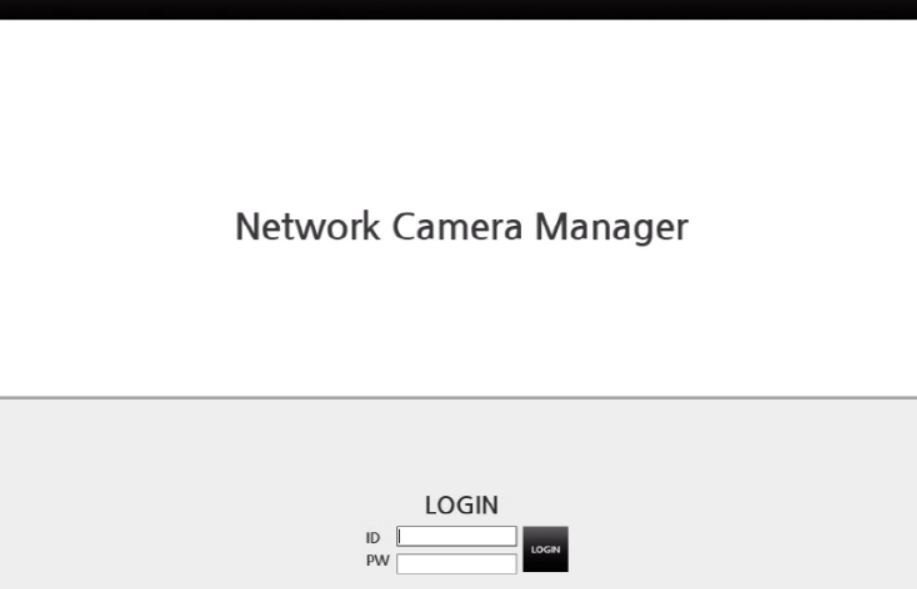 Network Camera Manager
LOGIN
ID
LOGIN
PW